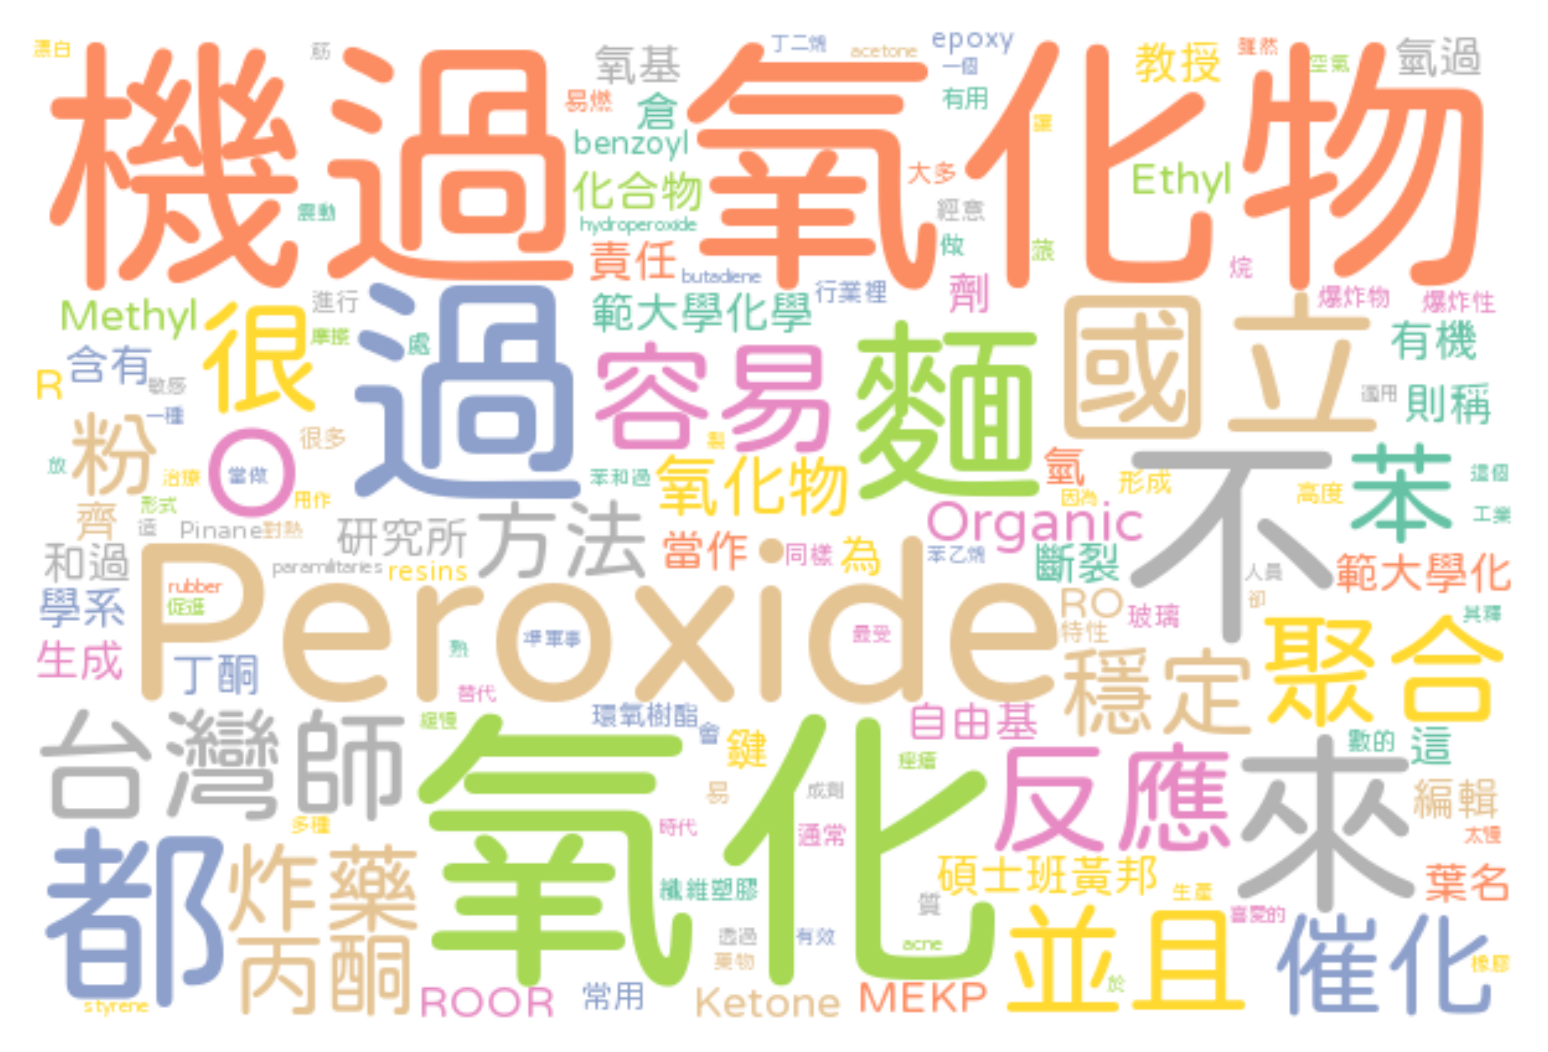 漂白
筋
氧基
丁二烯
acetone
epoxy
一個
教授
雖然
空氣
氫過
機過氧化物
易燃
倉
有用
讓
benzoyl
大多
Ethyl
化合物
震動
hydroperoxide
經意
做
蔗
責任
butadiene
行業裡
劑
烷
爆炸物
爆炸性
Methyl
很
進行
摩擦
過
處
範大學化學
容易
麵
國立
有機
R
含有
敏感
一種
適用
則稱
粉
O
很多
製
放
治療
當做
苯和過
氧化物
氫
因為
形成
高度
苯
這個
齊
形式
用作
Organic
不
工業
造
Pinane
對熱
研究所
方法
和過
paramilitaries
resins
當作
同樣
為
苯乙烯
斷裂
人員
範大學化
學系
rubber
促進
Peroxide
RO
特性
玻璃
卻
其釋
生成
丁酮
熱
準軍事
最受
穩定
聚合
替代
台灣師
緩慢
環氧樹酯
會
鍵
自由基
數的
這
氧化
痤瘡
反應
來
易
成劑
編輯
多種
時代
通常
太慢
都
炸藥
纖維塑膠
碩士班黃邦
生產
葉名
質
喜愛的
丙酮
透過
有效
acne
並且
催化
藥物
橡膠
styrene
ROOR
常用
Ketone
MEKP
於